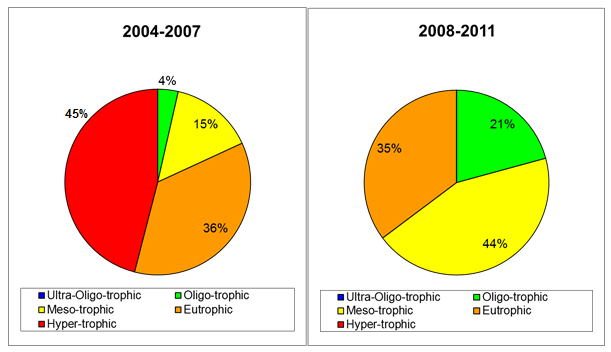 2004-2007
4%
45%
15%
36%
Ultra-Oligo-trophic Oligo-trophic
Meso-trophic Eutrophic
Hyper-trophic
2008-2011
21%
35%
44%
Ultra-Oligo-trophic Oligo-trophic
Meso-trophic Eutrophic
Hyper-trophic